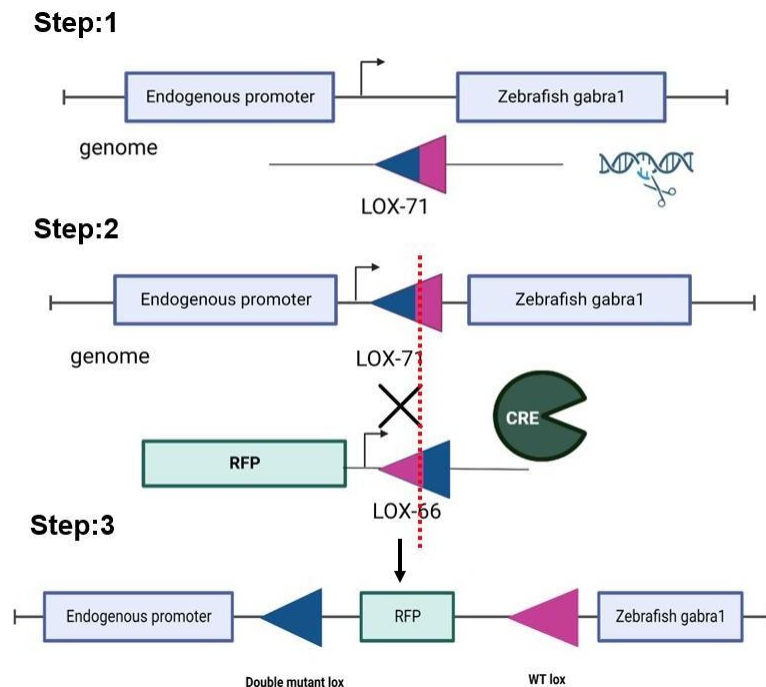 Step:1
Endogenous promoter
Zebrafish gabra1
genome
LOX-71
Step:2
Endogenous promoter
Zebrafish gabra1
genome
LOX-71
CRE
RFP
LOX-66
Step:3
Endogenous promoter
RFP
Zebrafish gabra1
Double mutant lox
WT lox